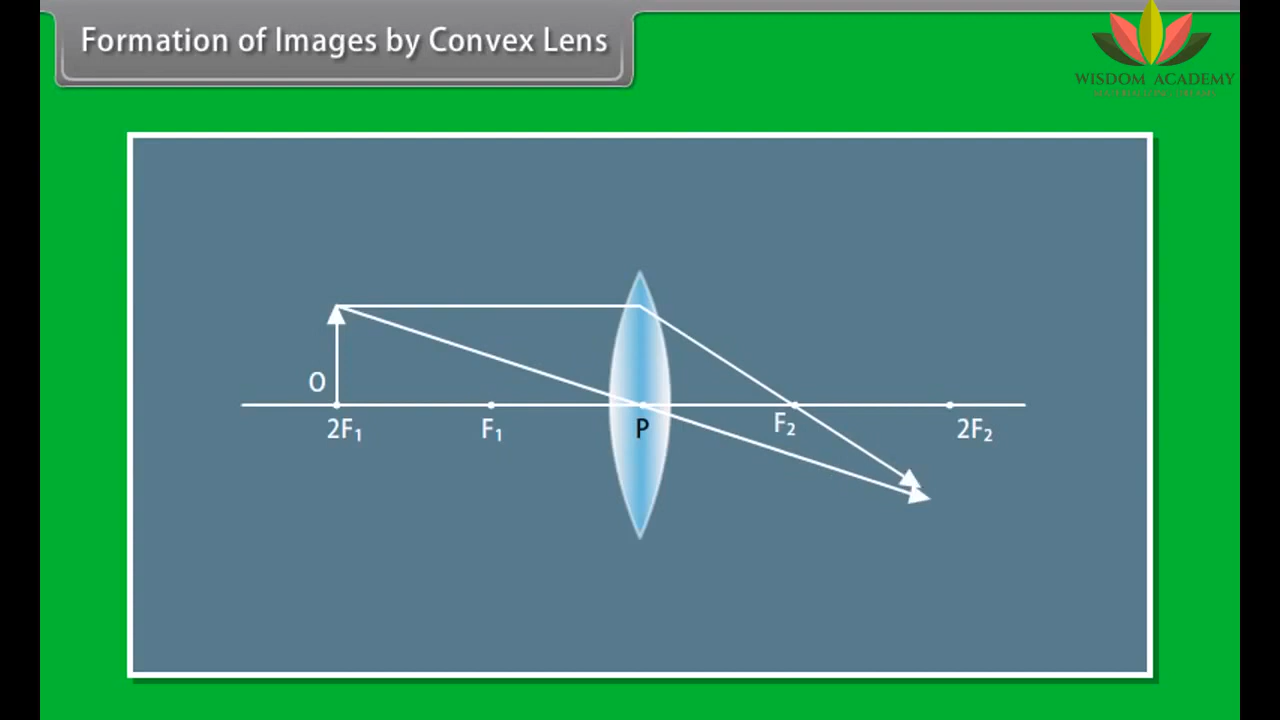 Formation of Images by Convex Lens
WISDOM ACADEMY
O
2F₁
F₁
P
F₂
2F₂